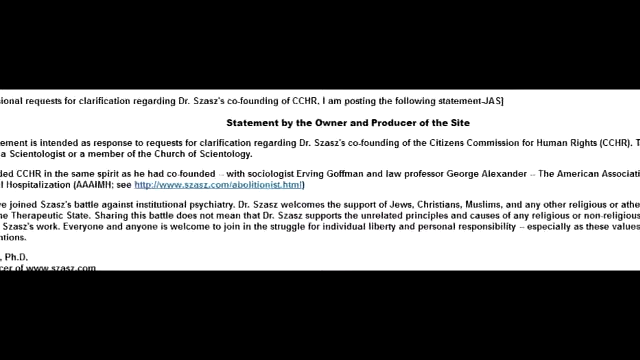 sional requests for clarification regarding Dr. Szasz's co-founding of CCHR, I am posting the following statement-JAS]
Statement by the Owner and Producer of the Site
ement is intended as response to requests for clarification regarding Dr. Szasz's co-founding of the Citizens Commission for Human Rights (CCHR). T
a Scientologist or a member of the Church of Scientology.
ded CCHR in the same spirit as he had co-founded -- with sociologist Erving Goffman and law professor George Alexander -- The American Associati
l Hospitalization (AAAIMH; see http://www.szasz.com/abolitionist.html)
ve joined Szasz's battle against institutional psychiatry. Dr. Szasz welcomes the support of Jews, Christians, Muslims, and any other religious or athe
he Therapeutic State. Sharing this battle does not mean that Dr. Szasz supports the unrelated principles and causes of any religious or non-religious
Szasz's work. Everyone and anyone is welcome to join in the struggle for individual liberty and personal responsibility -- especially as these values
ntions.
, Ph.D.
cer of www.szasz.com